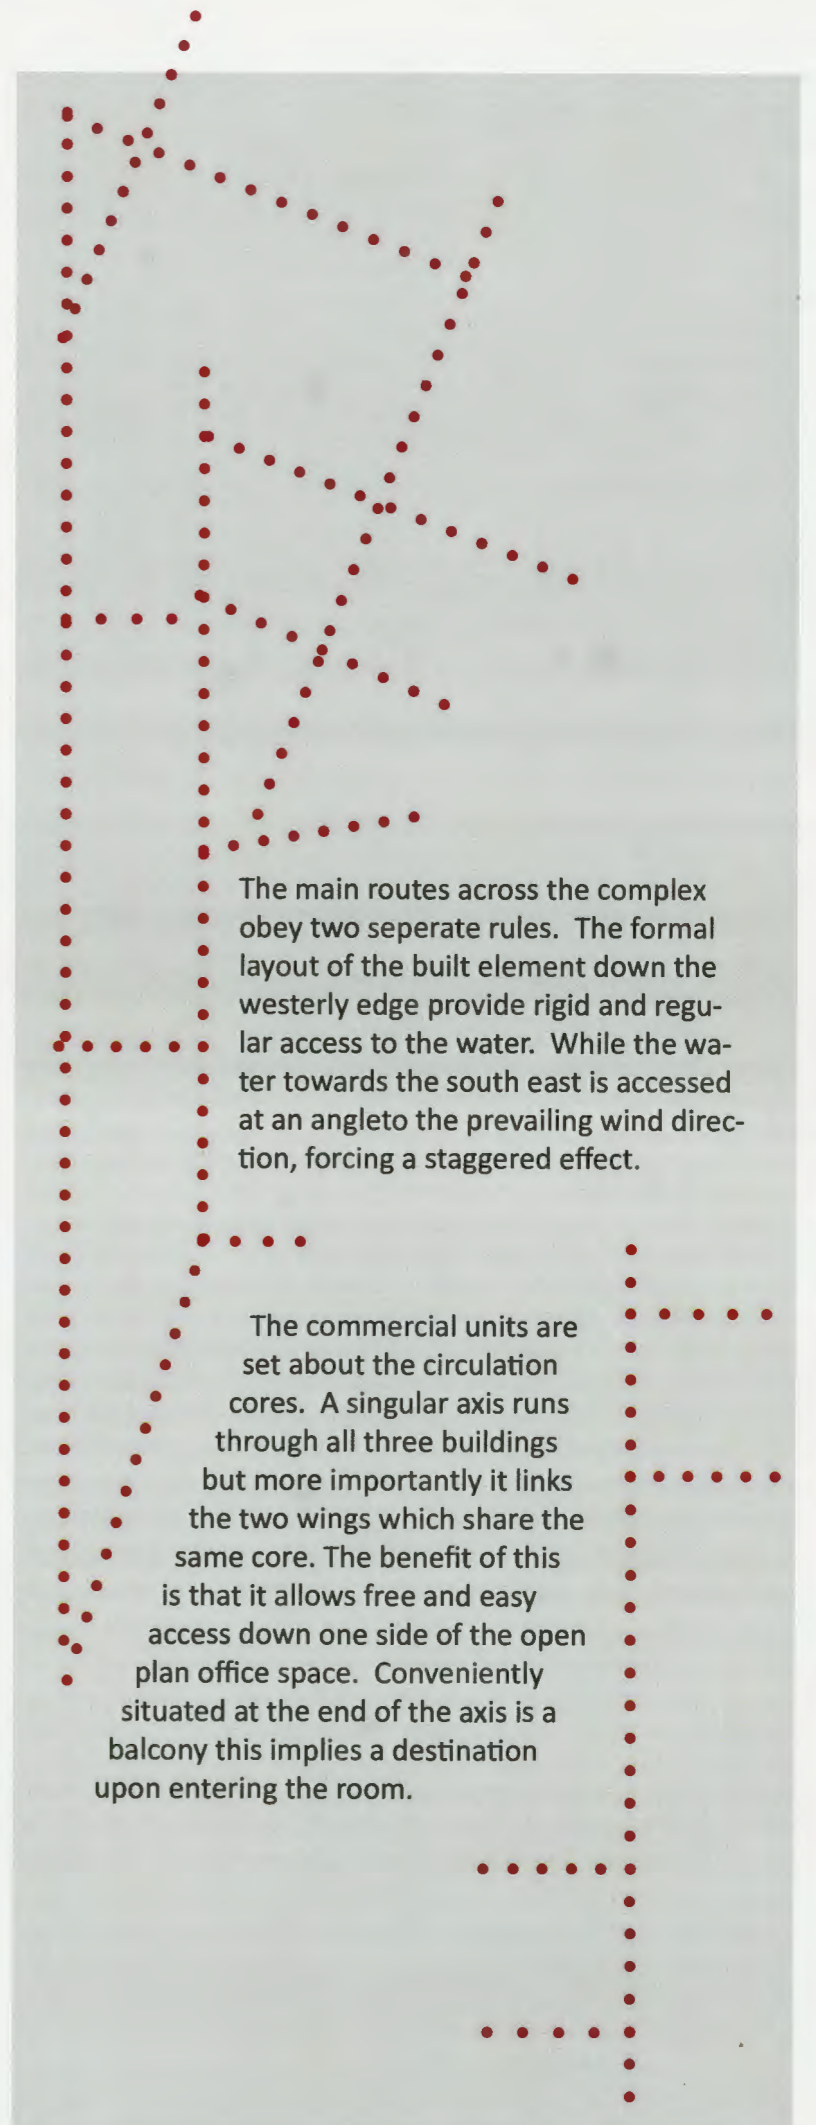 The main routes across the complex
obey two seperate rules.  The formal
layout of the built element down the
westerly edge provide rigid and regu-
lar access to the water.  While the wa-
ter towards the south east is accessed
at an angleto the prevailing wind direc-
tion, forcing a staggered effect.
The commercial units are
set about the circulation
cores.  A singular axis runs
through all three buildings
but more importantly it links
the two wings which share the
same core. The benefit of this
is that it allows free and easy
access down one side of the open
plan office space.  Conveniently
situated at the end of the axis is a
balcony this implies a destination
upon entering the room.